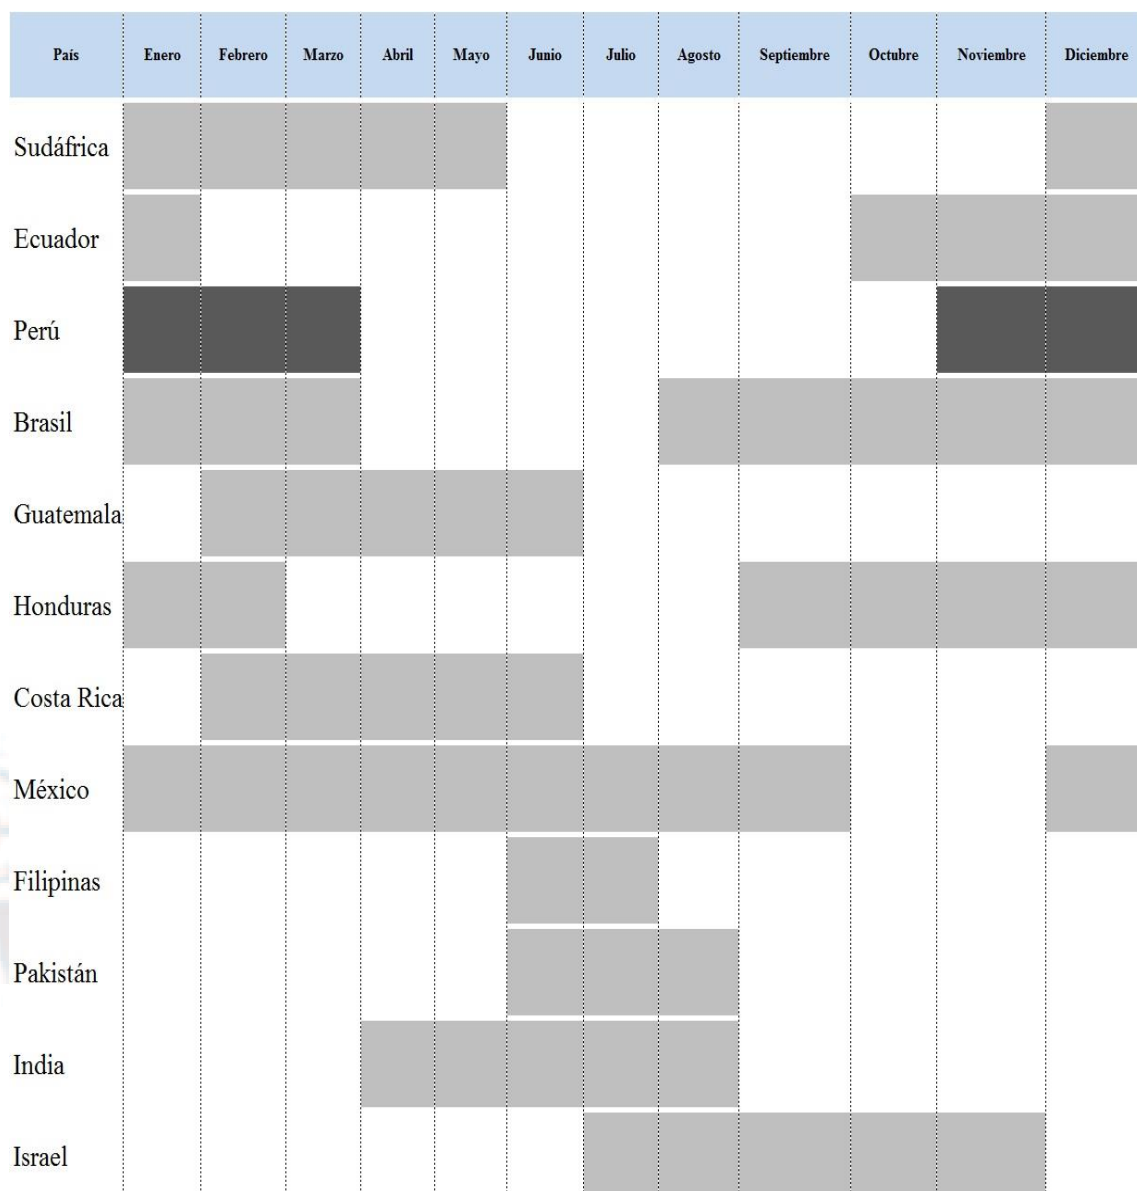 País Enero Febrero Marzo Abril Mayo Junio Julio Agosto Septiembre Octubre Noviembre Diciembre
Sudáfrica
Ecuador
Perú
Brasil
Guatemala
Honduras
Costa Rica
México
Filipinas
Pakistán
India
Israel